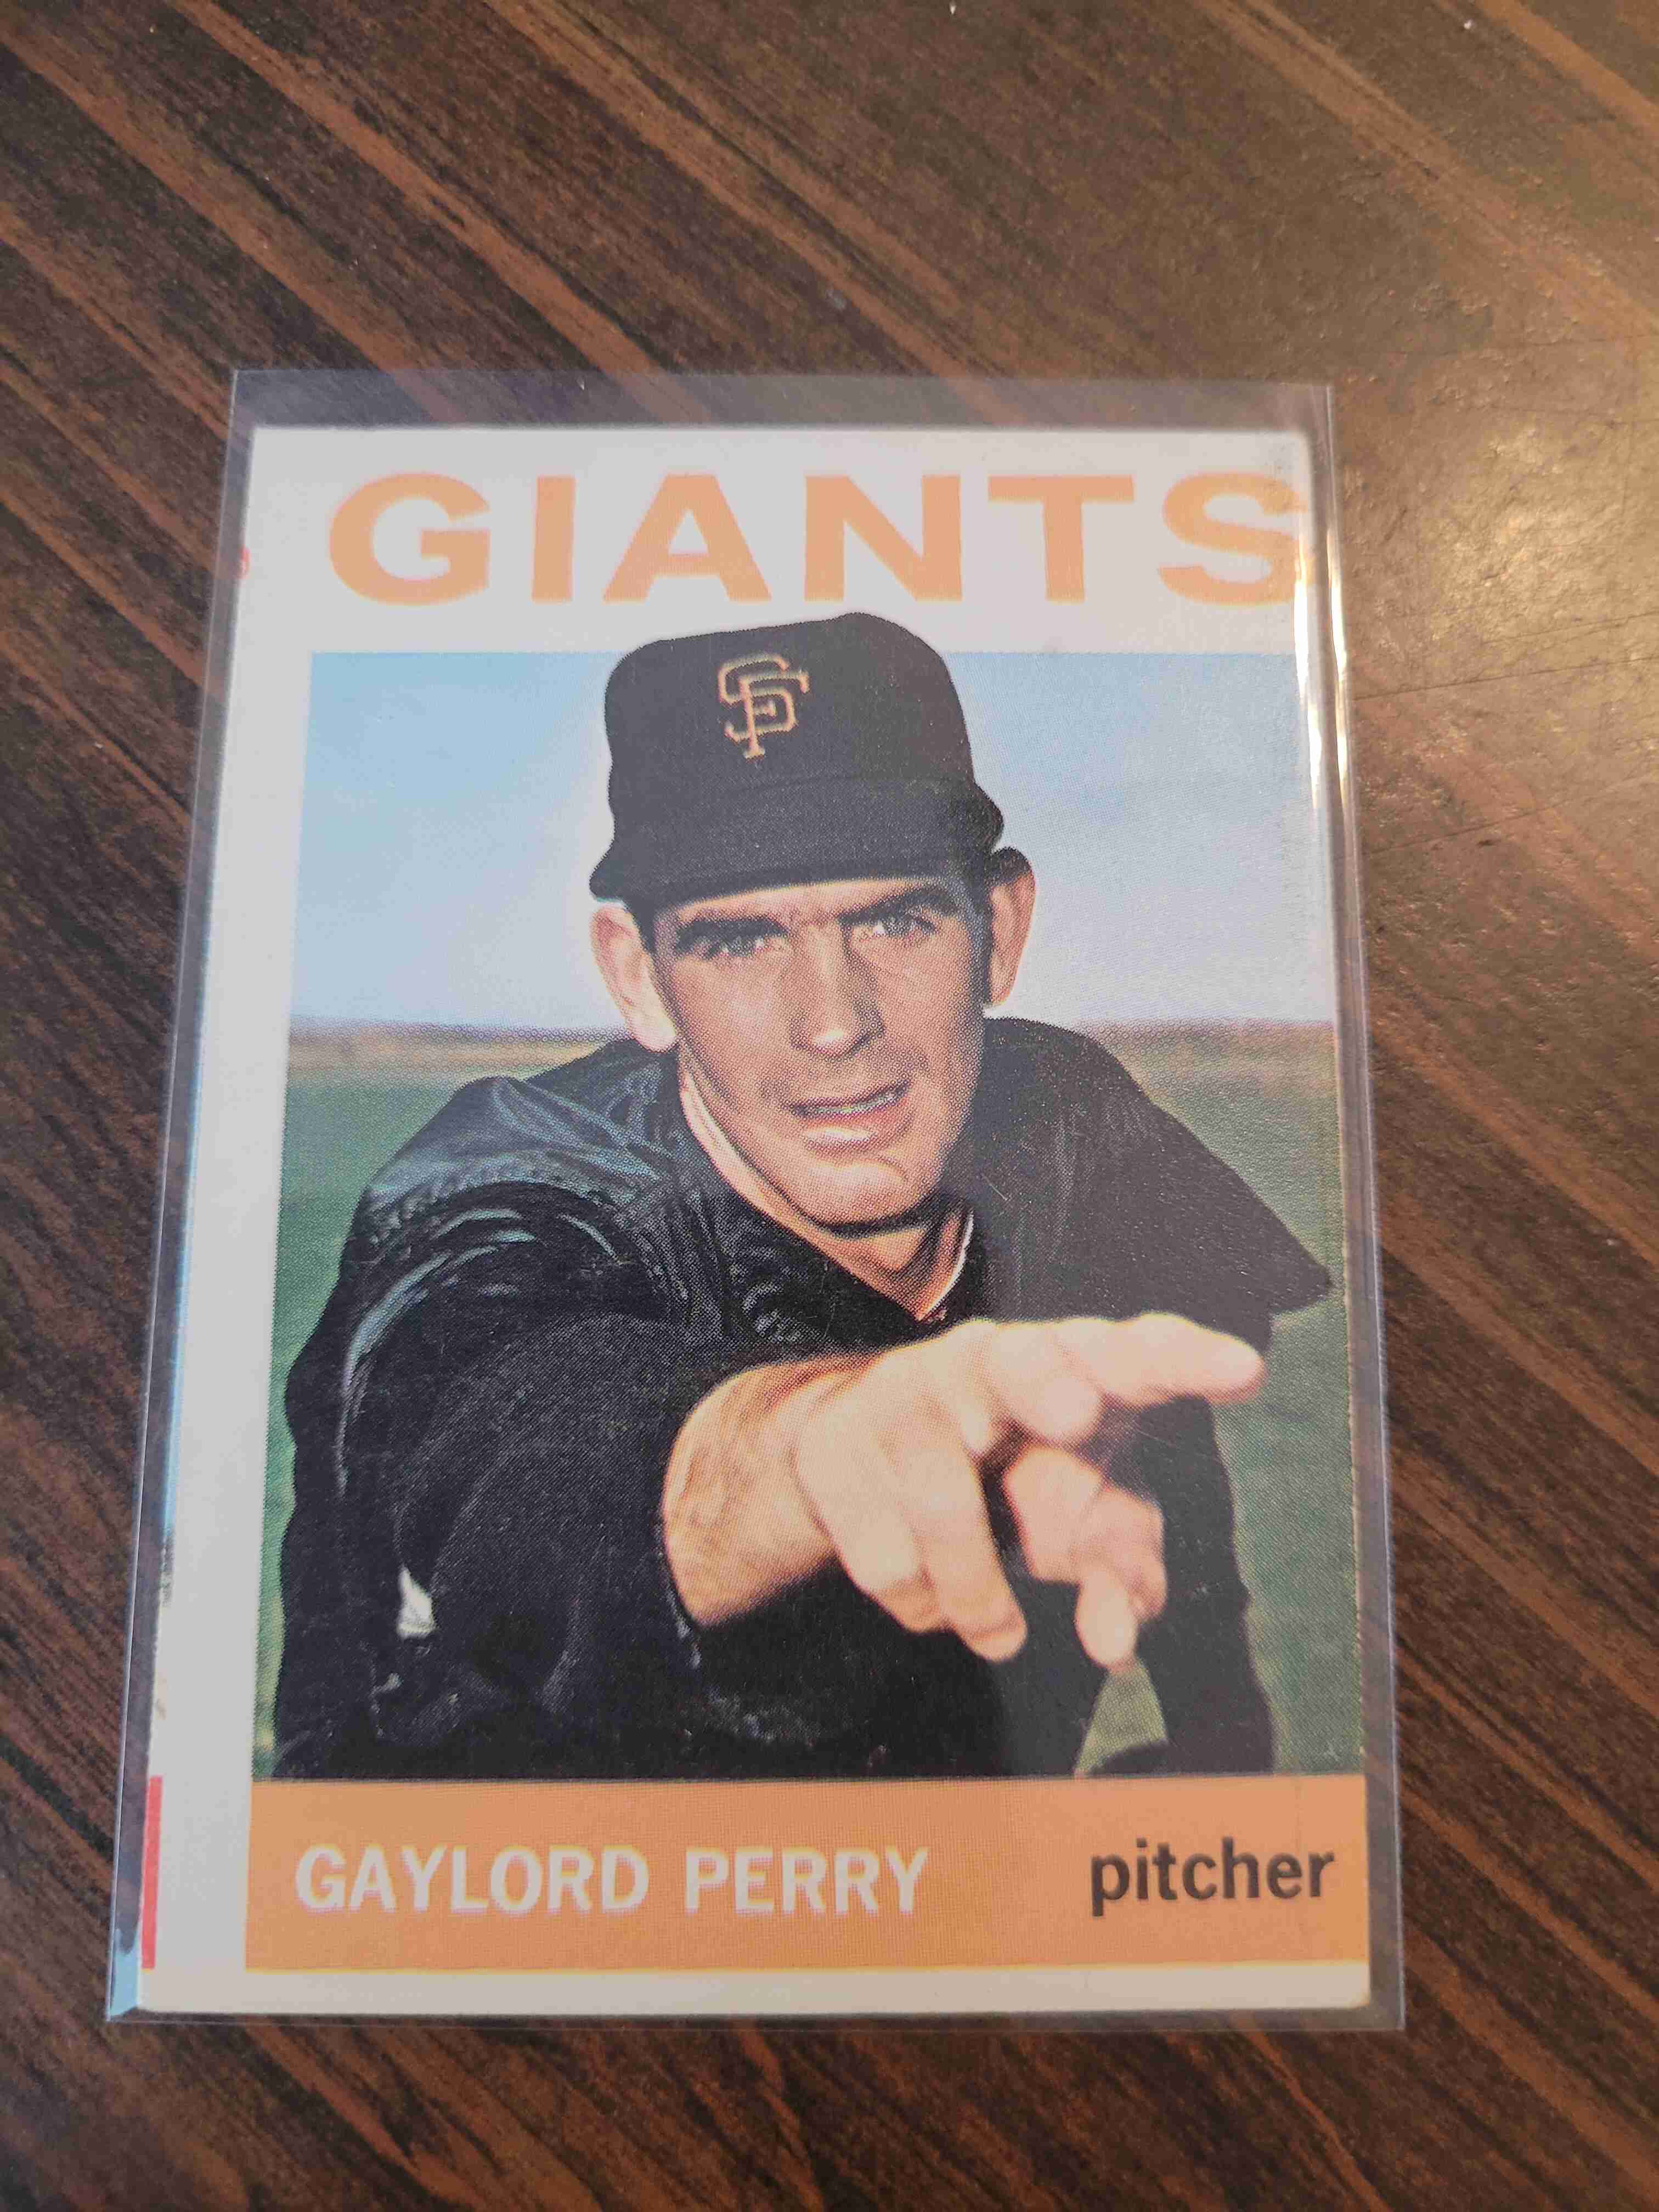 GIANTS
SF
GAYLORD PERRY pitcher